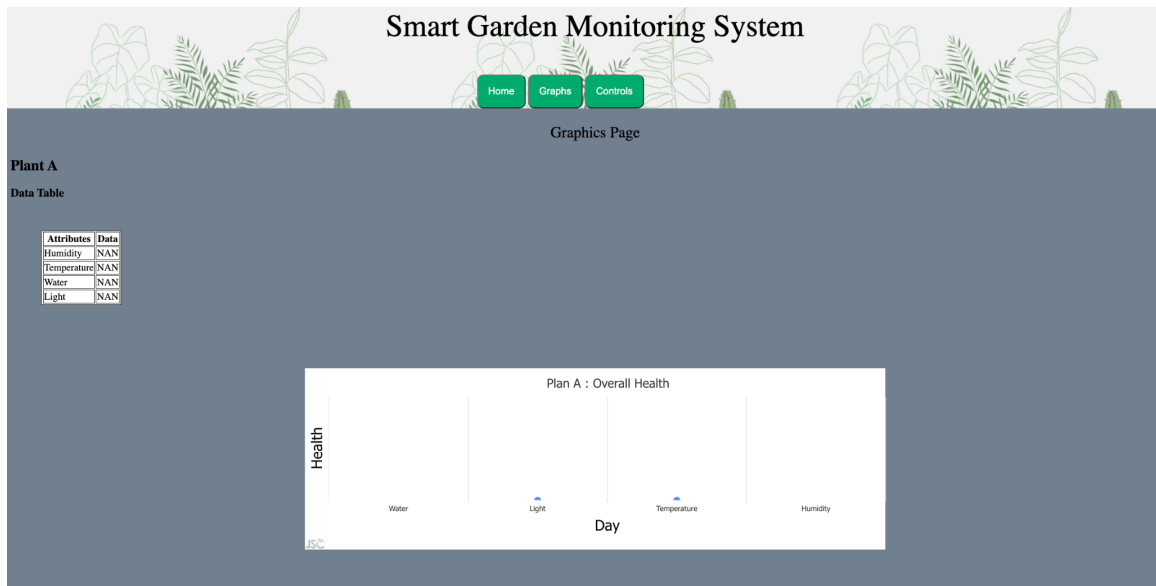 Smart Garden Monitoring System
Home Graphs Controls
Graphics Page
Plant A
Data Table
Attributes Data
Humidity NAN
Temperature NAN
Water NAN
Light NAN
Plan A : Overall Health
Health
Water Light Temperature Humidity
Day
JSC